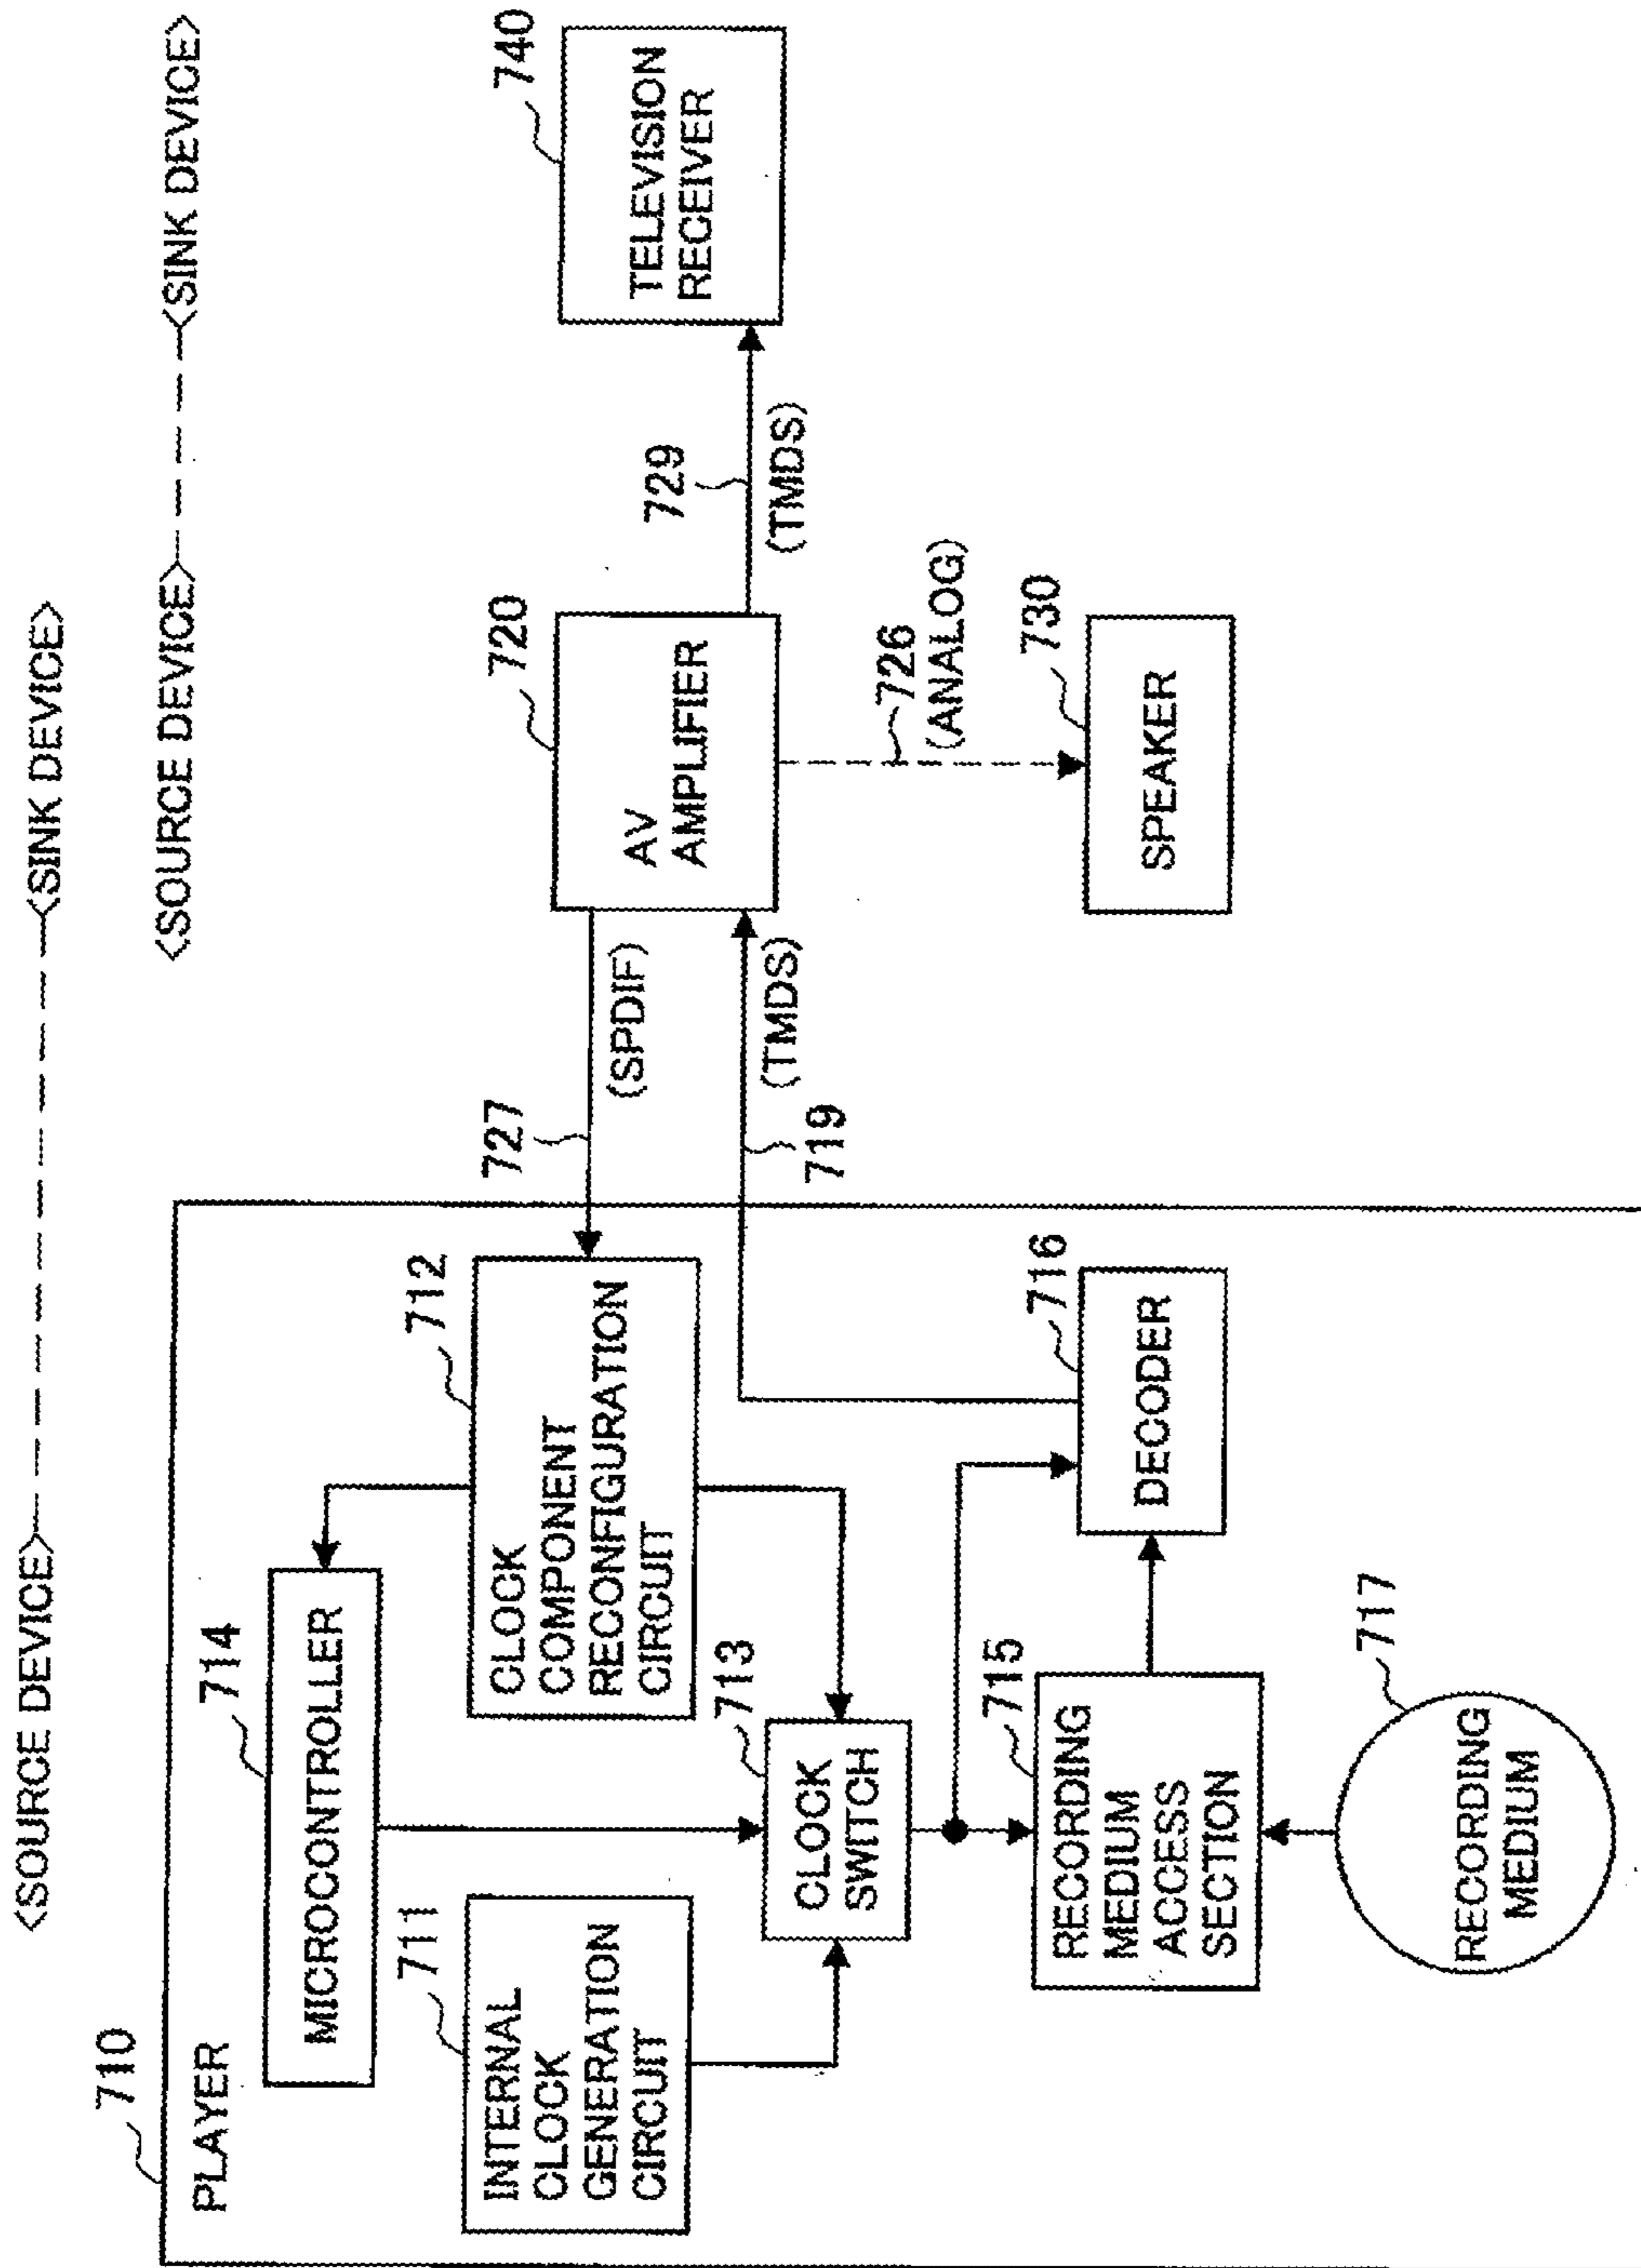 <SOURCE DEVICE> <SINK DEVICE>
<SOURCE DEVICE> <SINK DEVICE>
710
PLAYER
714
MICROCONTROLLER
711
INTERNAL
CLOCK
GENERATION
CIRCUIT
712
CLOCK
COMPONENT
RECONFIGURATION
CIRCUIT
727
(SPDIF)
720
AV
AMPLIFIER
740
TELEVISION
RECEIVER
729
(TMDS)
713
CLOCK
SWITCH
(TMDS)
719
726
(ANALOG)
715
RECORDING
MEDIUM
ACCESS
SECTION
716
DECODER
730
SPEAKER
717
RECORDING
MEDIUM